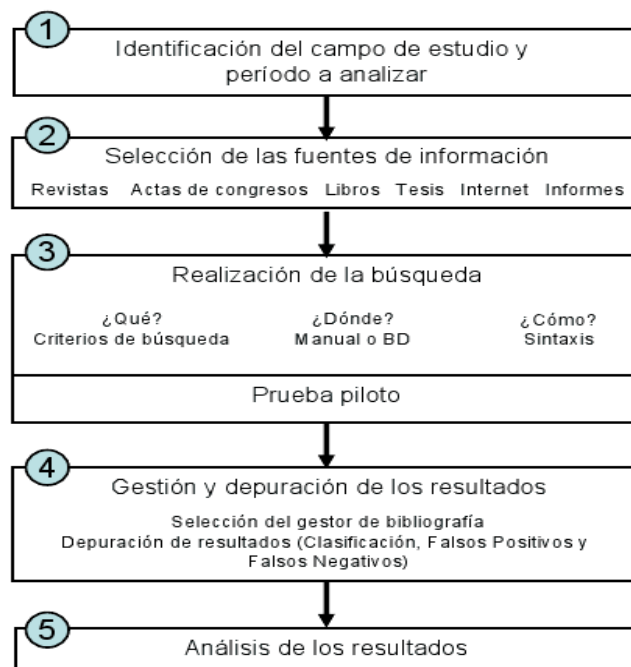 1
Identificación del campo de estudio y
período a analizar
2
Selección de las fuentes de información
Revistas Actas de congresos Libros Tesis Internet Informes
3
Realización de la búsqueda
¿Qué? ¿Dónde? ¿Cómo?
Criterios de búsqueda Manual o BD Sintaxis
Prueba piloto
4
Gestión y depuración de los resultados
Selección del gestor de bibliografía
Depuración de resultados (Clasificación, Falsos Positivos y
Falsos Negativos)
5
Análisis de los resultados